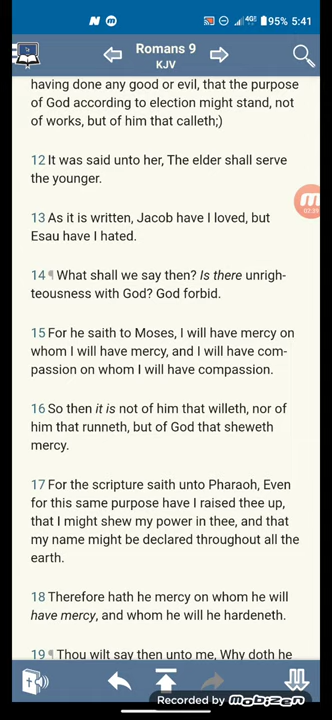 95% 5:41
Romans 9
KJV
having done any good or evil, that the purpose
of God according to election might stand, not
of works, but of him that calleth;)
12 It was said unto her, The elder shall serve
the younger.
13 As it is written, Jacob have I loved, but
Esau have I hated.
14 ¶ What shall we say then? Is there unrigh-
teousness with God? God forbid.
15 For he saith to Moses, I will have mercy on
whom I will have mercy, and I will have com-
passion on whom I will have compassion.
16 So then it is not of him that willeth, nor of
him that runneth, but of God that sheweth
mercy.
17 For the scripture saith unto Pharaoh, Even
for this same purpose have I raised thee up,
that I might shew my power in thee, and that
my name might be declared throughout all the
earth.
18 Therefore hath he mercy on whom he will
have mercy, and whom he will he hardeneth.
19 ¶ Thou wilt say then unto me, Why doth he
Recorded by mobizen